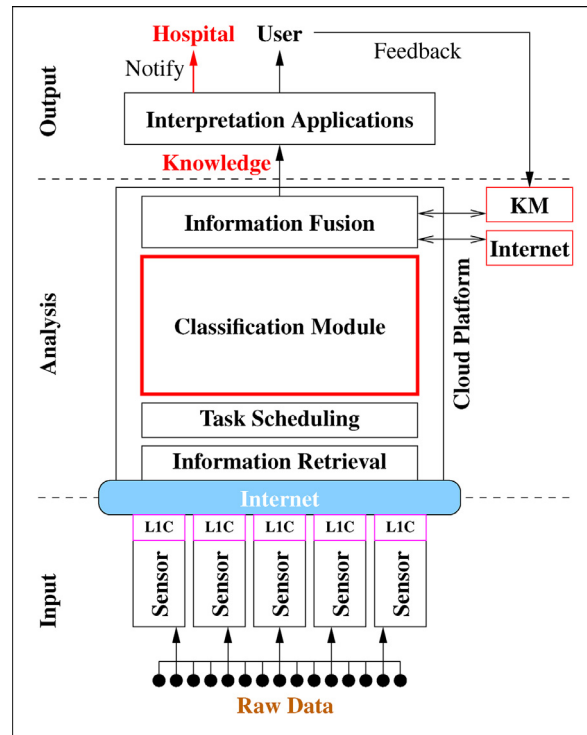 Hospital
User
Notify
Feedback
Output
Interpretation Applications
Knowledge
Information Fusion
KM
Internet
Classification Module
Analysis
Cloud Platform
Task Scheduling
Information Retrieval
Internet
L1C L1C L1C L1C L1C
Sensor Sensor Sensor Sensor Sensor
Input
Raw Data